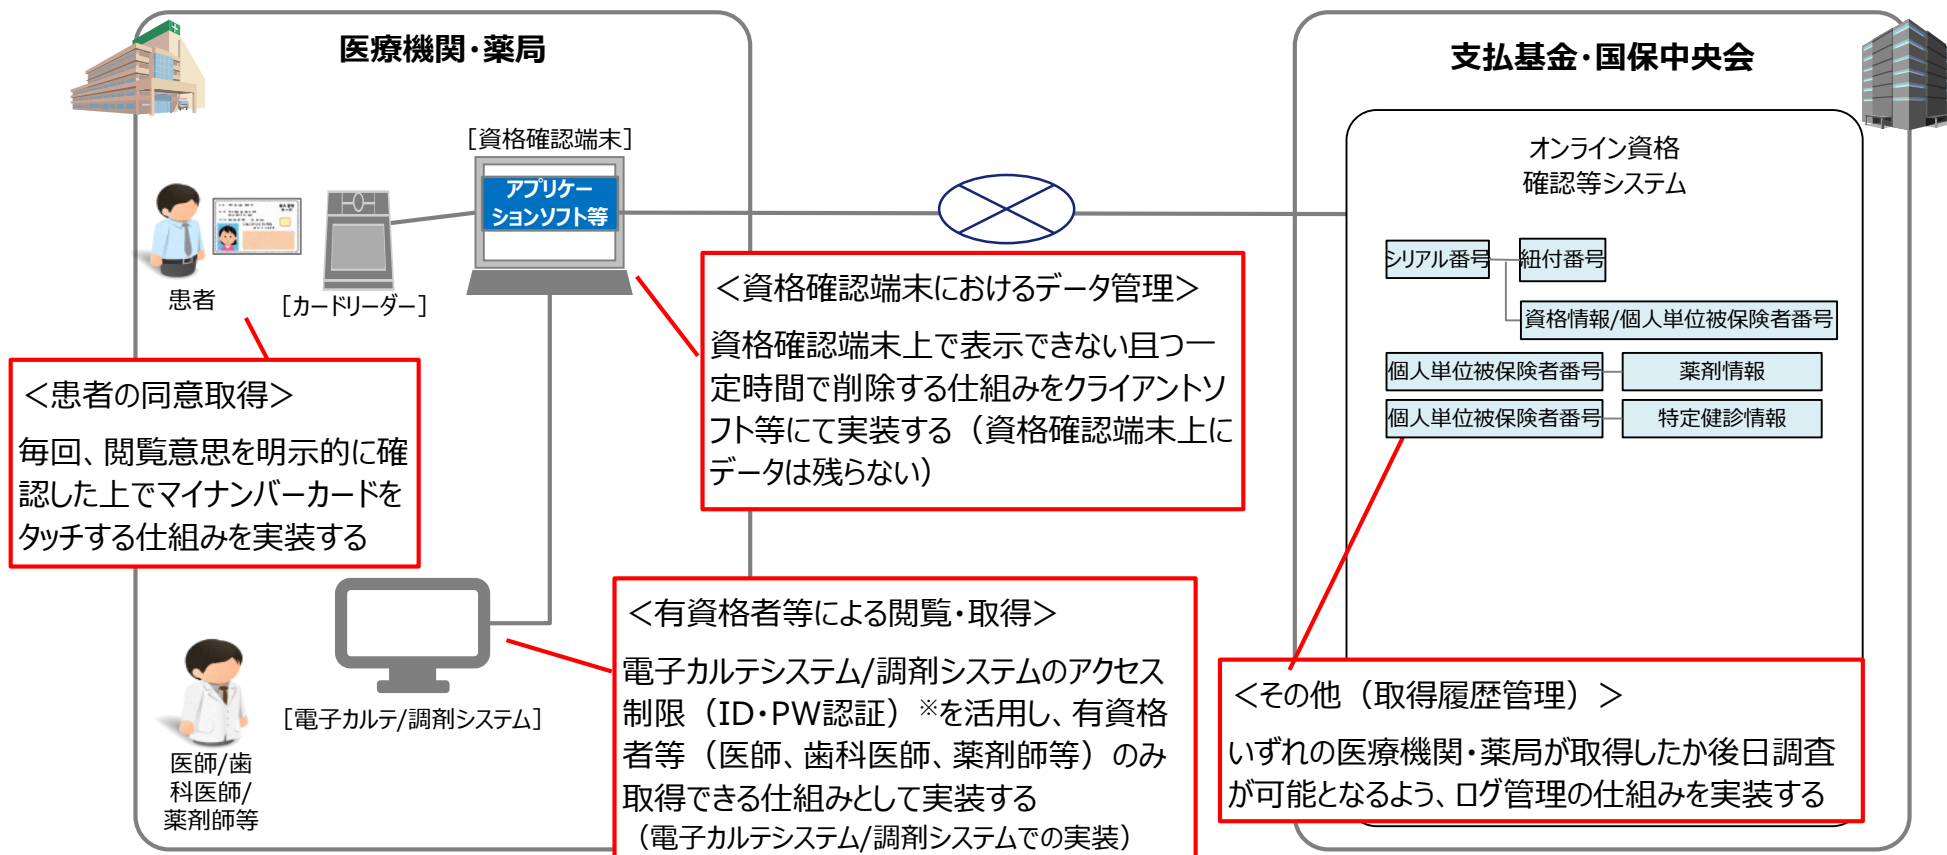 医療機関・薬局
支払基金・国保中央会
［資格確認端末］
アプリケー
ションソフト等
患者
［カードリーダー］
オンライン資格
確認等システム
シリアル番号
紐付番号
資格情報/個人単位被保険者番号
個人単位被保険者番号
薬剤情報
個人単位被保険者番号
特定健診情報
＜資格確認端末におけるデータ管理＞
資格確認端末上で表示できない且つ一
定時間で削除する仕組みをクライアントソ
フト等にて実装する（資格確認端末上に
データは残らない）
＜患者の同意取得＞
毎回、閲覧意思を明示的に確
認した上でマイナンバーカードを
タッチする仕組みを実装する
［電子カルテ/調剤システム］
医師/歯
科医師/
薬剤師等
＜有資格者等による閲覧・取得＞
電子カルテシステム/調剤システムのアクセス
制限（ID・PW認証）※を活用し、有資格
者等（医師、歯科医師、薬剤師等）のみ
取得できる仕組みとして実装する
（電子カルテシステム/調剤システムでの実装）
＜その他（取得履歴管理）＞
いずれの医療機関・薬局が取得したか後日調査
が可能となるよう、ログ管理の仕組みを実装する